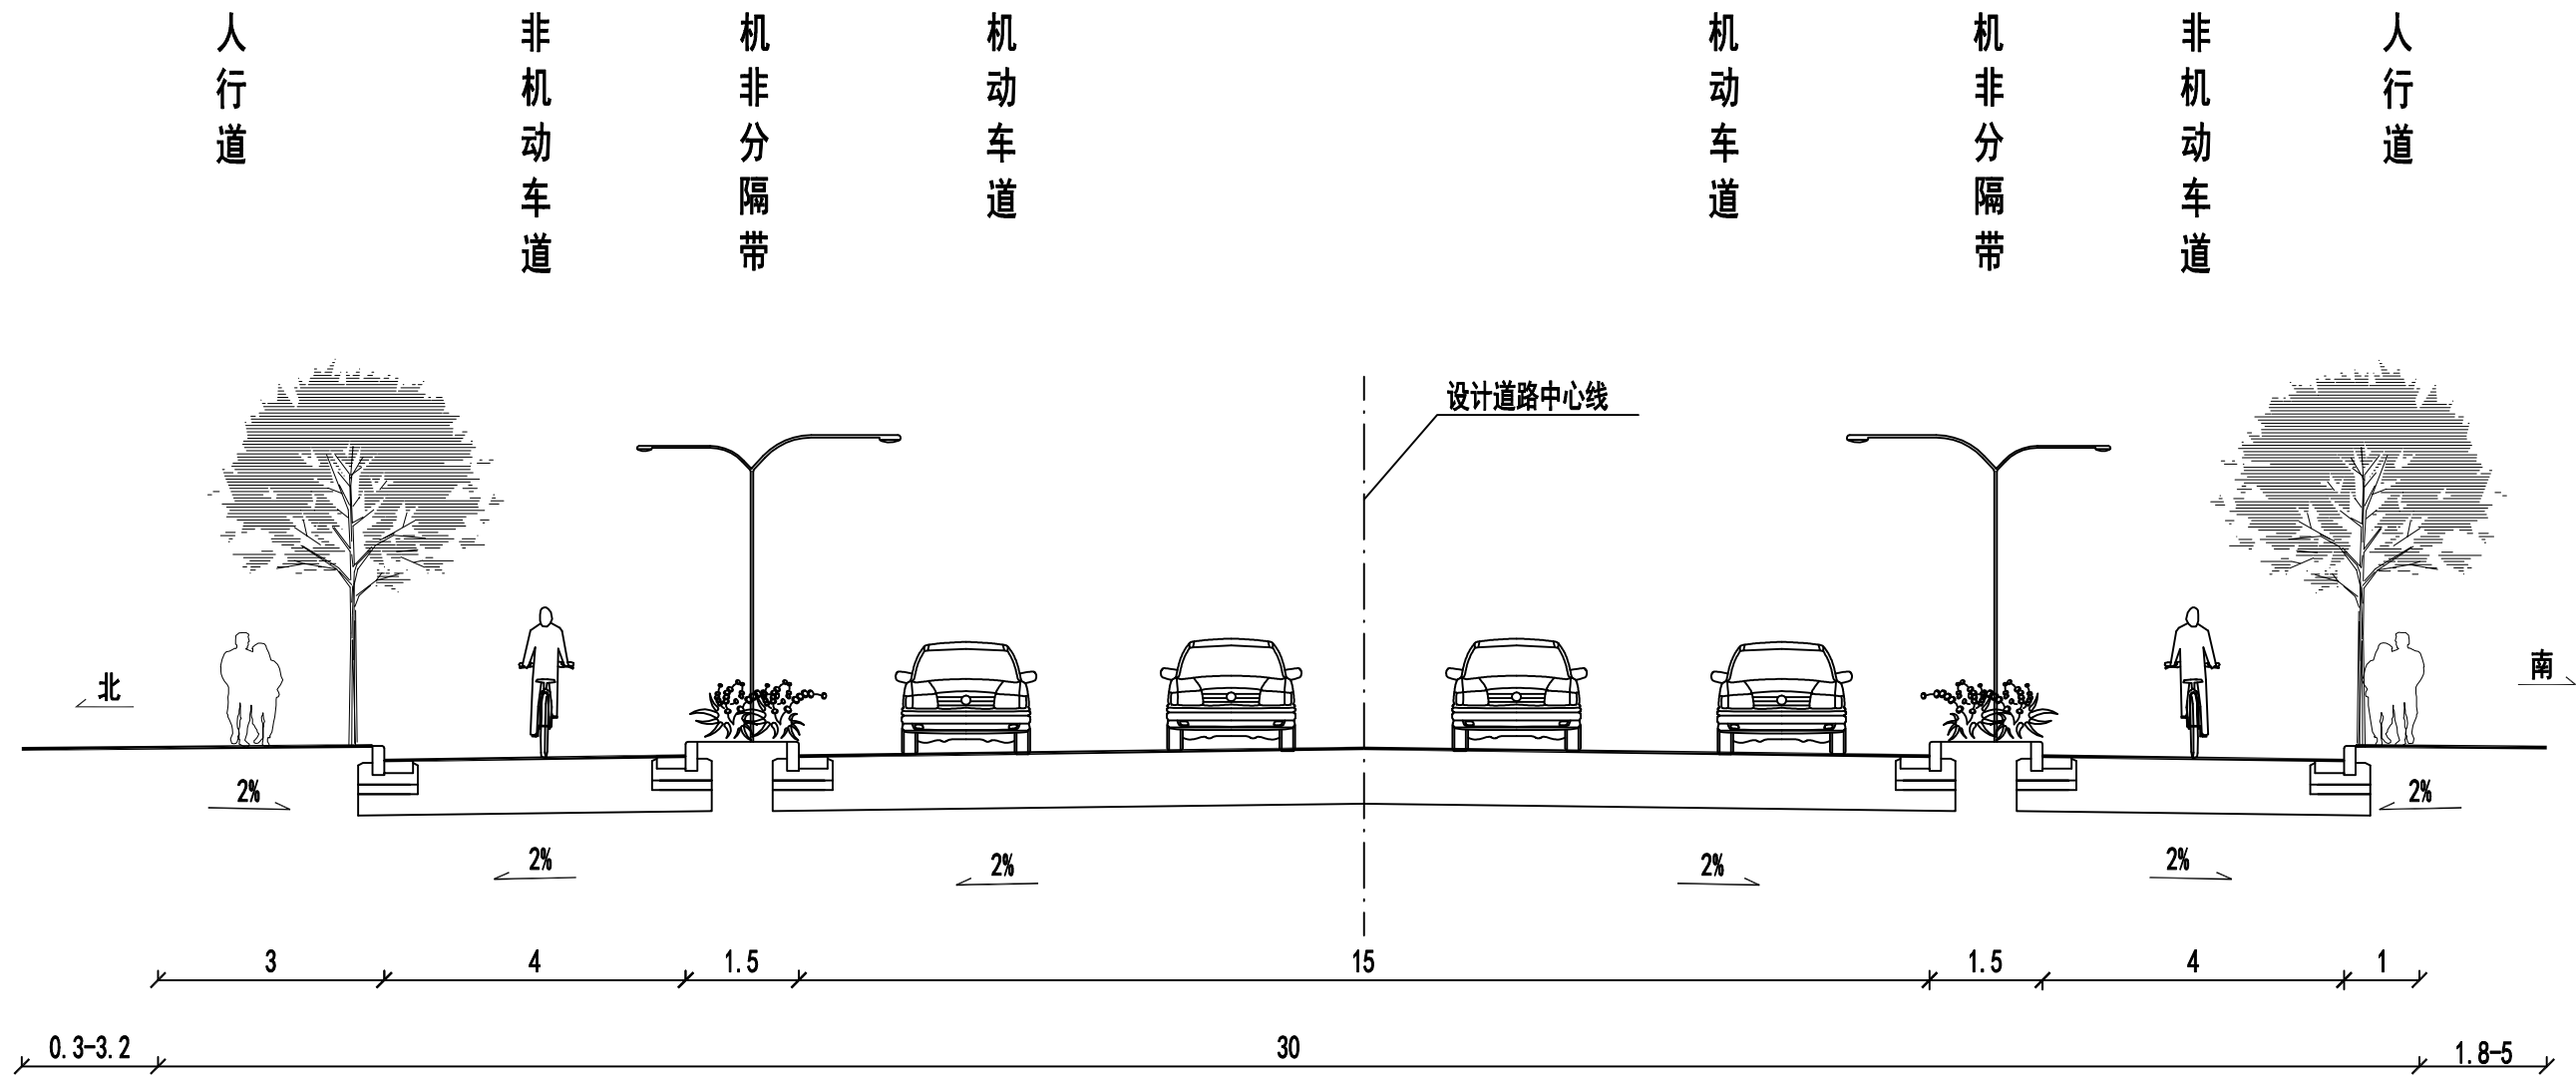 人行道
非机动车道
机非分隔带
机动车道
机动车道
机非分隔带
非机动车道
人行道
设计道路中心线
北
南
2%
2%
2%
2%
2%
2%
3
4
1.5
15
1.5
4
1
0.3-3.2
30
1.8-5